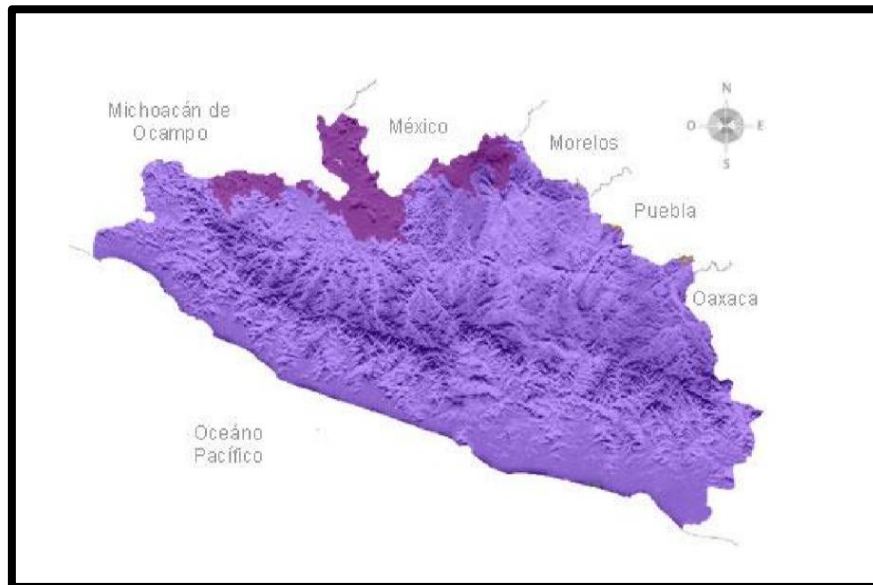 Michoacán de
Ocampo
México
Morelos
Puebla
Oaxaca
Oceáno
Pacífico
N
O
E
S